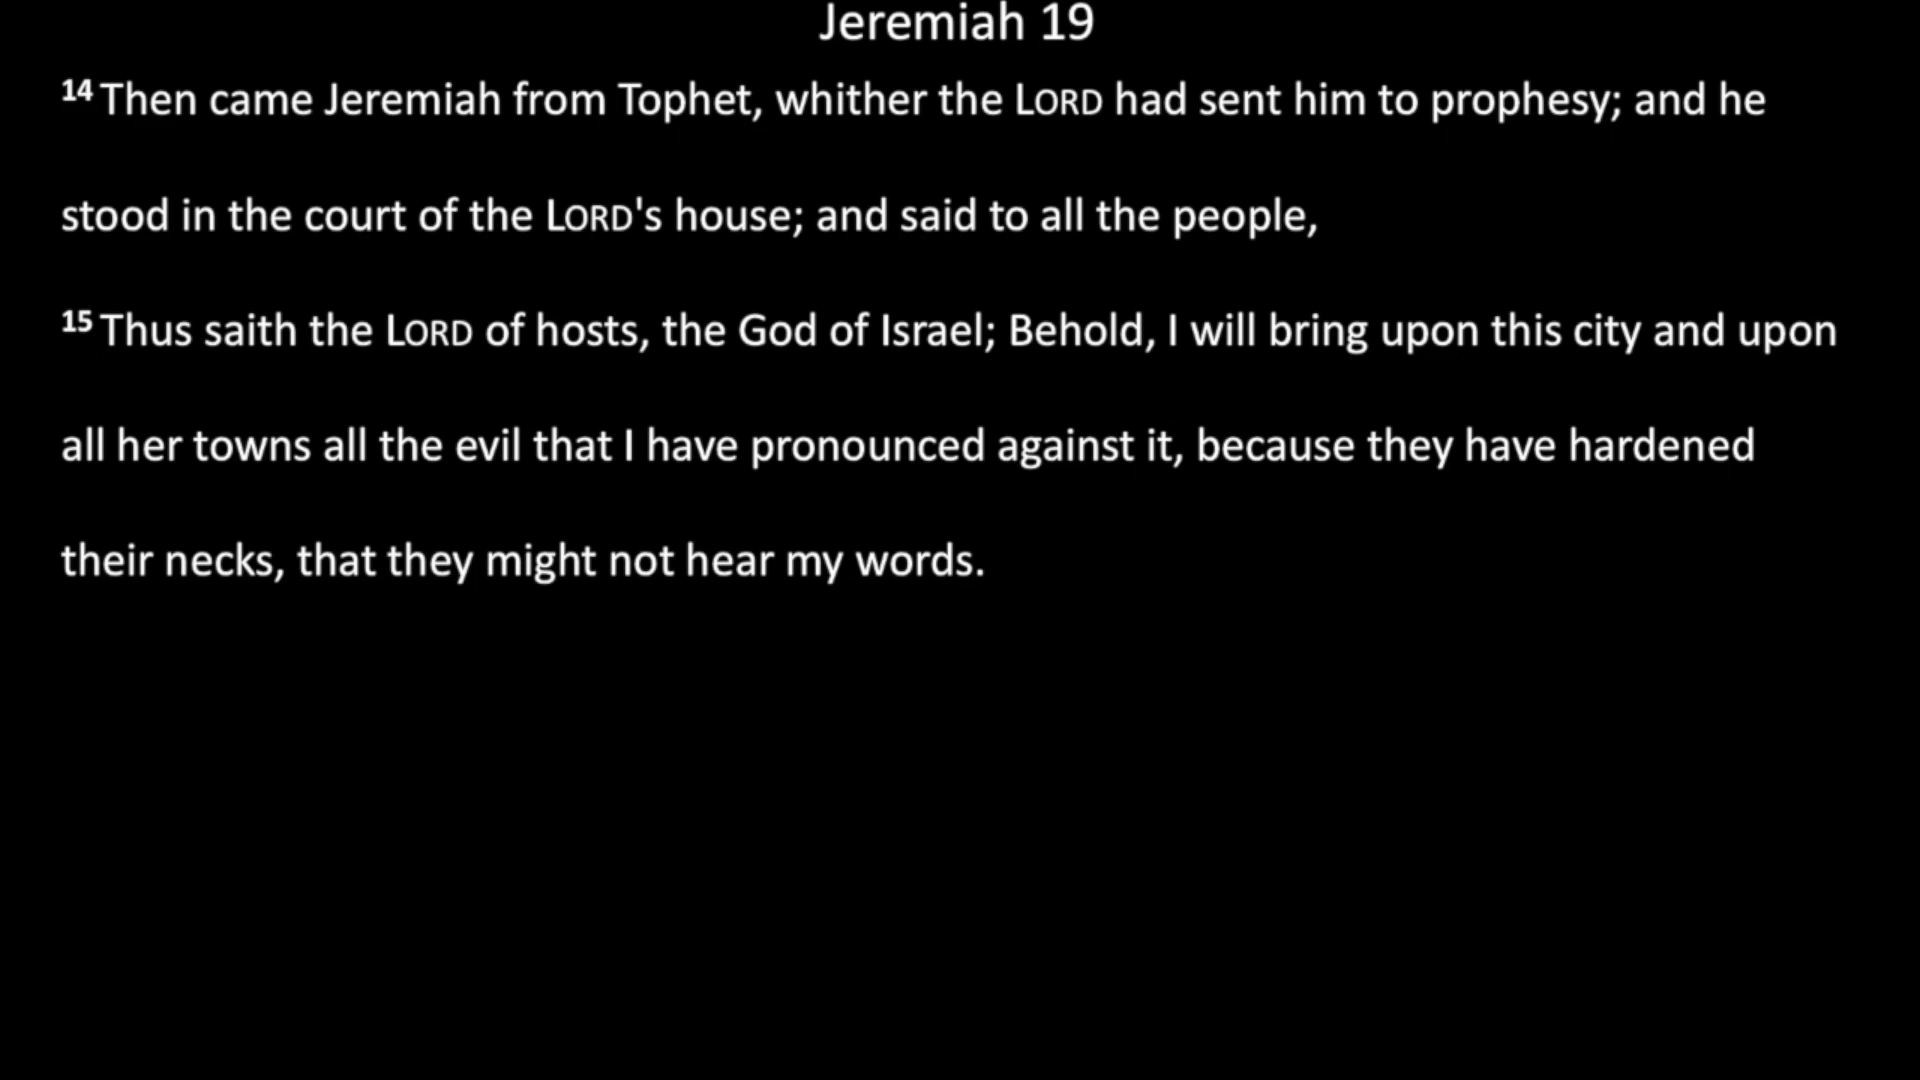 Jeremiah 19
14 Then came Jeremiah from Tophet, whither the LORD had sent him to prophesy; and he
stood in the court of the LORD's house; and said to all the people,
15 Thus saith the LORD of hosts, the God of Israel; Behold, I will bring upon this city and upon
all her towns all the evil that I have pronounced against it, because they have hardened
their necks, that they might not hear my words.